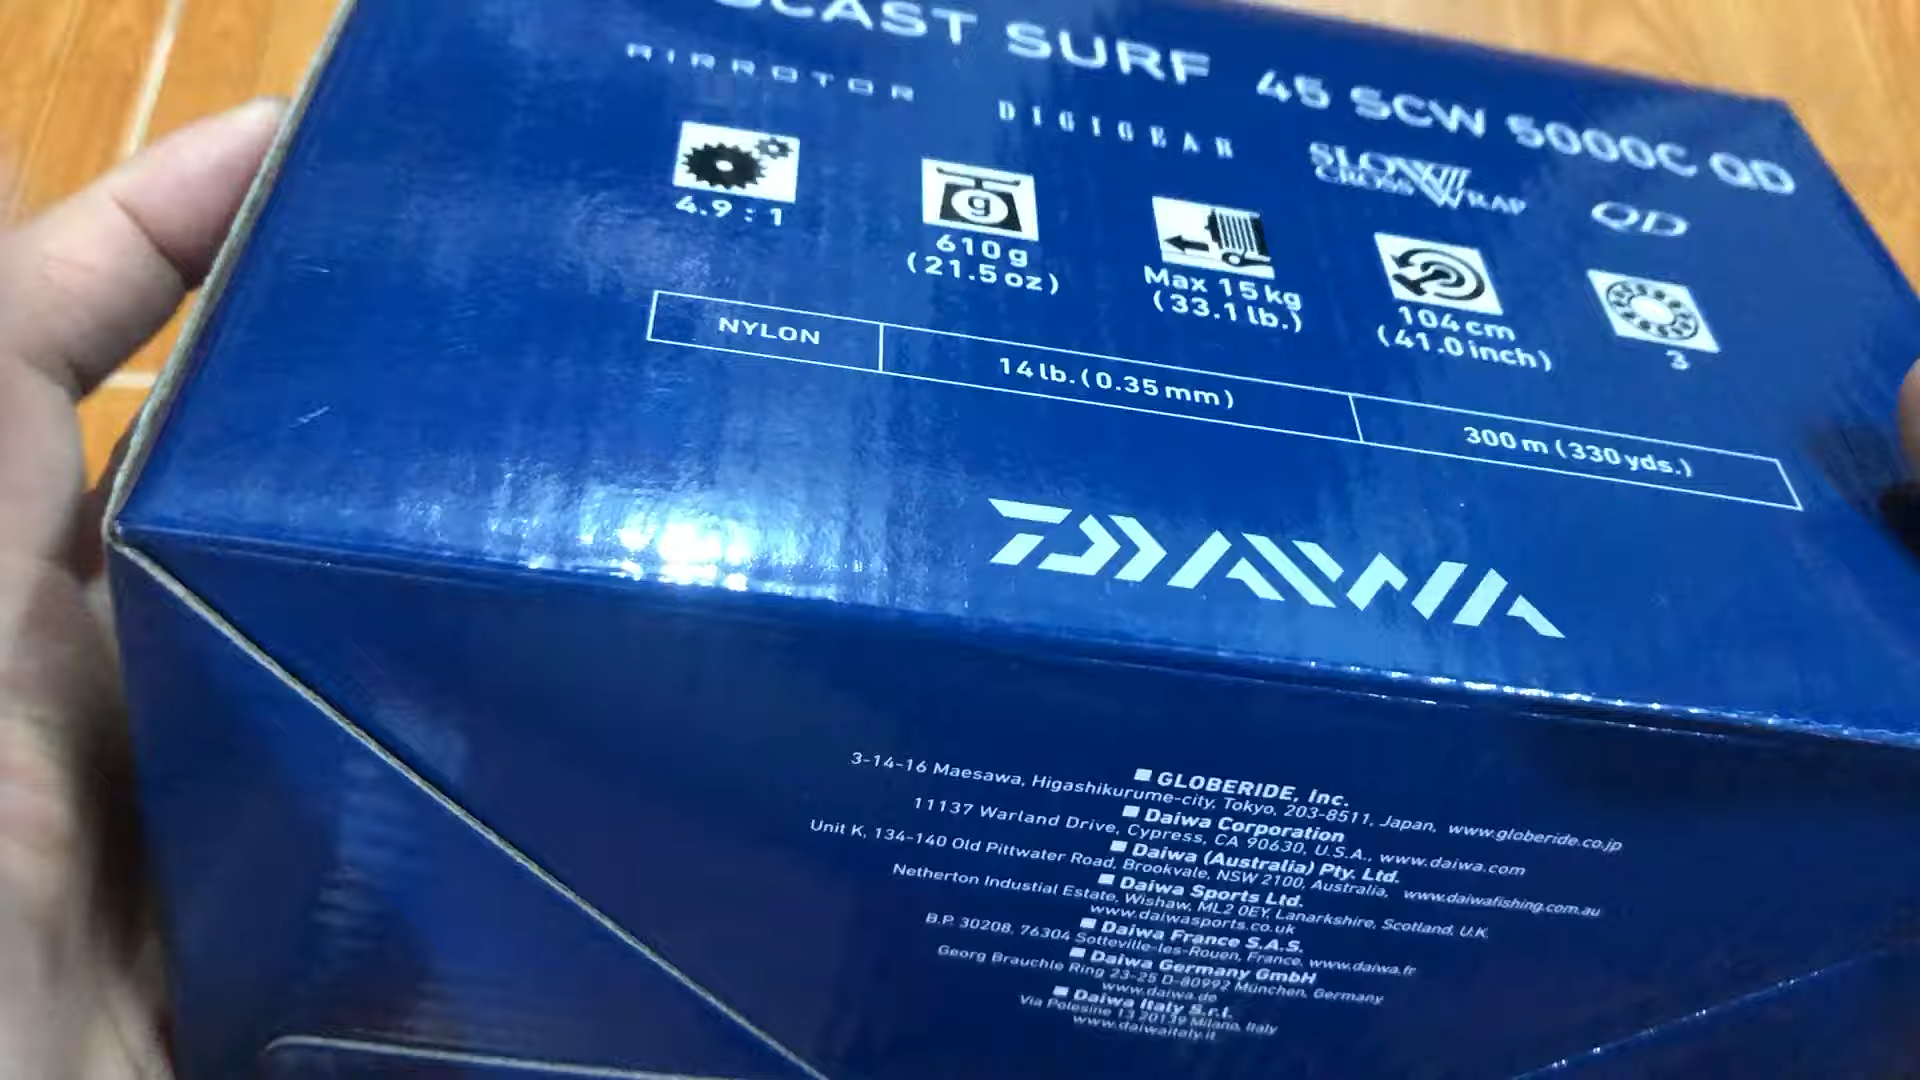 CAST SURF 45 SCW 5000C QD
AIRROTOR DIGIGEAR SLOW CROSS WRAP QD
4.9 : 1
610g
(21.5oz)
Max 15kg
(33.1 lb.)
104cm
(41.0inch)
3
NYLON 14lb.(0.35mm) 300m(330yds.)
DAIWA
■ GLOBERIDE, Inc.
3-14-16 Maesawa, Higashikurume-city, Tokyo, 203-8511, Japan, www.globeride.co.jp
■ Daiwa Corporation
11137 Warland Drive, Cypress, CA 90630, U.S.A., www.daiwa.com
■ Daiwa (Australia) Pty. Ltd.
Unit K, 134-140 Old Pittwater Road, Brookvale, NSW 2100, Australia, www.daiwafishing.com.au
■ Daiwa Sports Ltd.
Netherton Industial Estate, Wishaw, ML2 0EY, Lanarkshire, Scotland, U.K.
www.daiwasports.co.uk
■ Daiwa France S.A.S.
B.P. 30208, 76304 Sotteville-les-Rouen, France, www.daiwa.fr
■ Daiwa Germany GmbH
Georg Brauchle Ring 23-25 D-80992 München, Germany
www.daiwa.de
■ Daiwa Italy S.r.l.
Via Polesine 13 20139 Milano, Italy
www.daiwaitaly.it